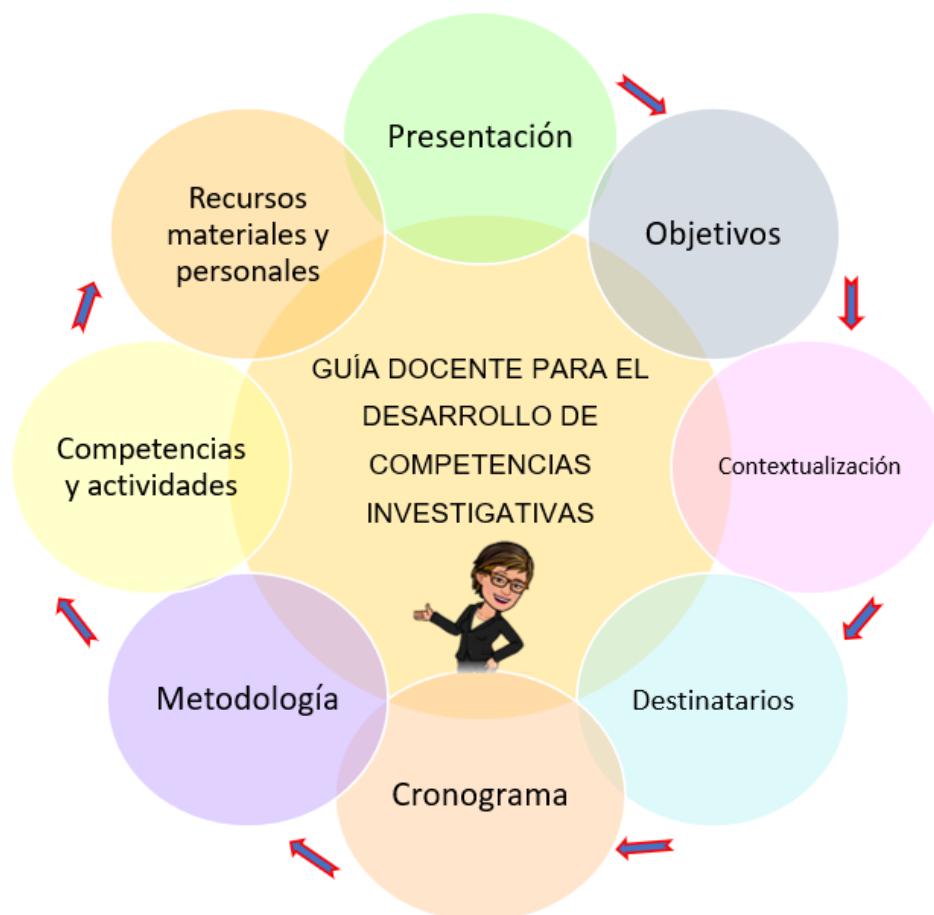 Presentación
Objetivos
Contextualización
Destinatarios
Cronograma
Metodología
Competencias
y actividades
Recursos
materiales y
personales
GUÍA DOCENTE PARA EL
DESARROLLO DE
COMPETENCIAS
INVESTIGATIVAS